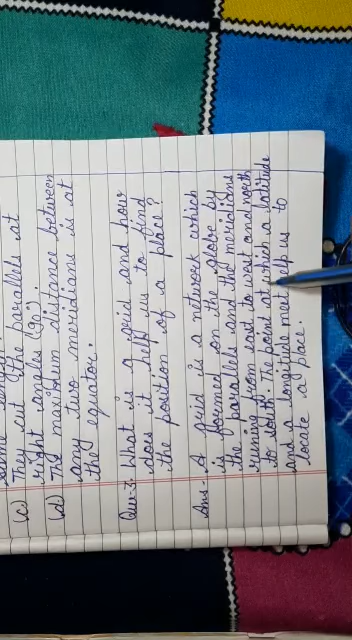 (c) They cut the parallels at
right angles (90°).
(d) The maximum distance between
any two meridians is at
the equator.
Que-3. What is a grid and how
does it help us to find
the position of a place?
Ans - A grid is a network which
is formed on the globe by
the parallels and the meridians
running from east to west and north
to south. The point at which a latitude
and a longitude meet help us to
locate a place.